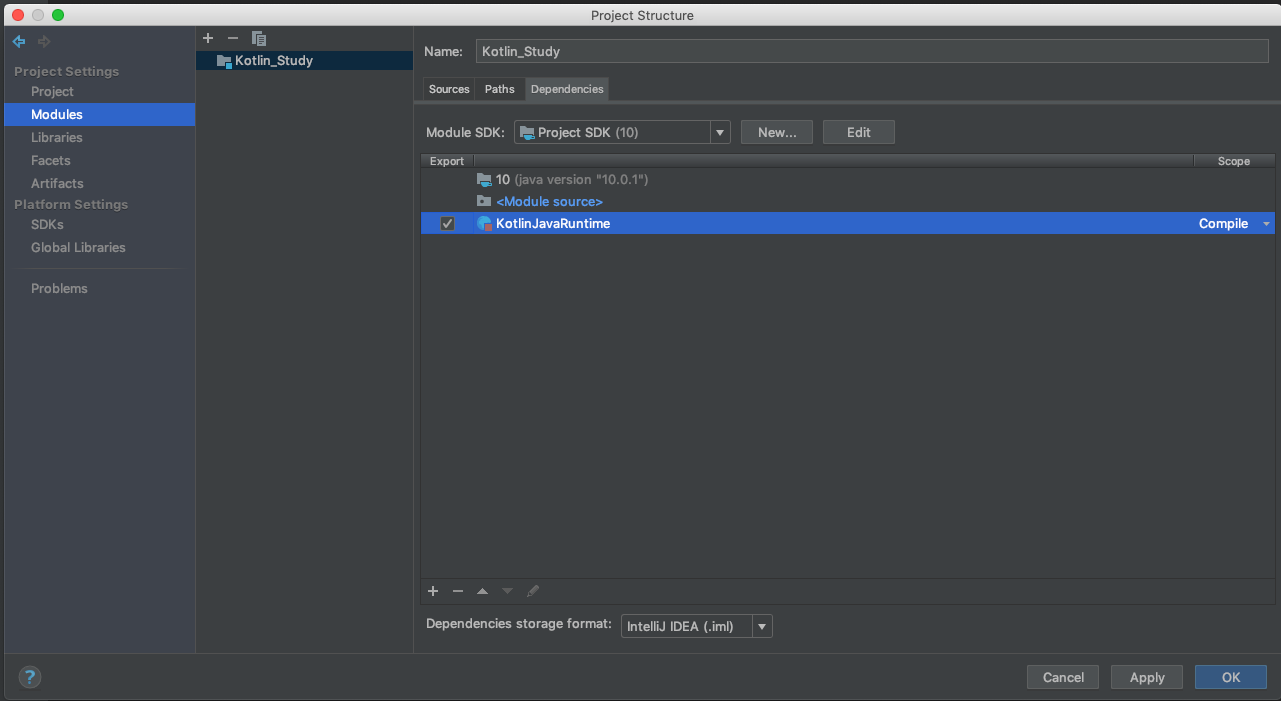 Project Structure
Project Settings
Project
Modules
Libraries
Facets
Artifacts
Platform Settings
SDKs
Global Libraries
Problems
Kotlin_Study
Name: Kotlin_Study
Sources Paths Dependencies
Module SDK: Project SDK (10) New... Edit
Export Scope
10 (java version "10.0.1")
<Module source>
KotlinJavaRuntime Compile
Dependencies storage format: IntelliJ IDEA (.iml)
? Cancel Apply OK